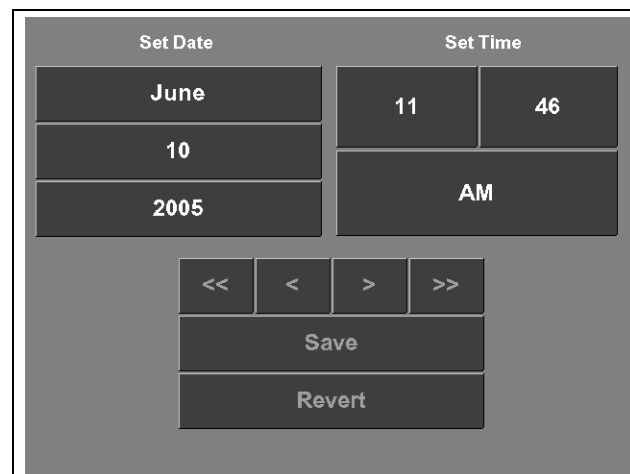 Set Date
Set Time
June
10
2005
11 46
AM
<< < > >>
Save
Revert